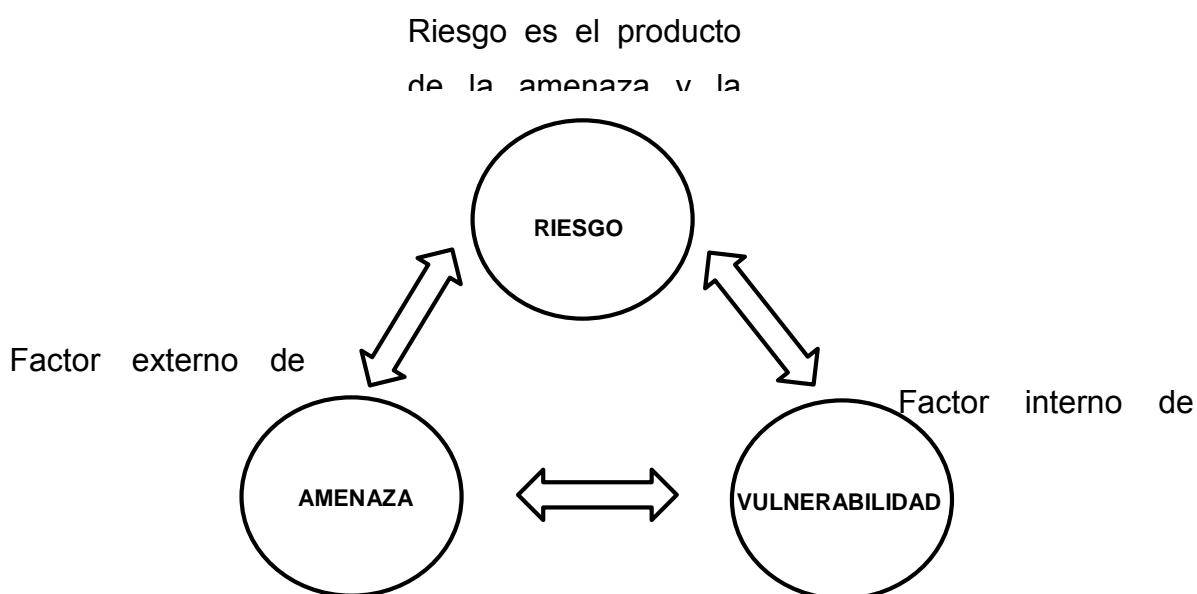 Riesgo es el producto
de la amenaza y la
RIESGO
Factor externo de
Factor interno de
AMENAZA
VULNERABILIDAD